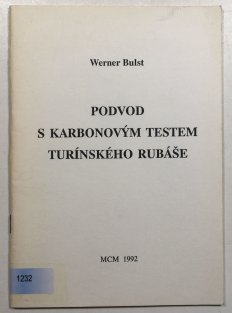 Werner Bulst
PODVOD
S KARBONOVÝM TESTEM
TURÍNSKÉHO RUBÁŠE
MCM 1992
1232